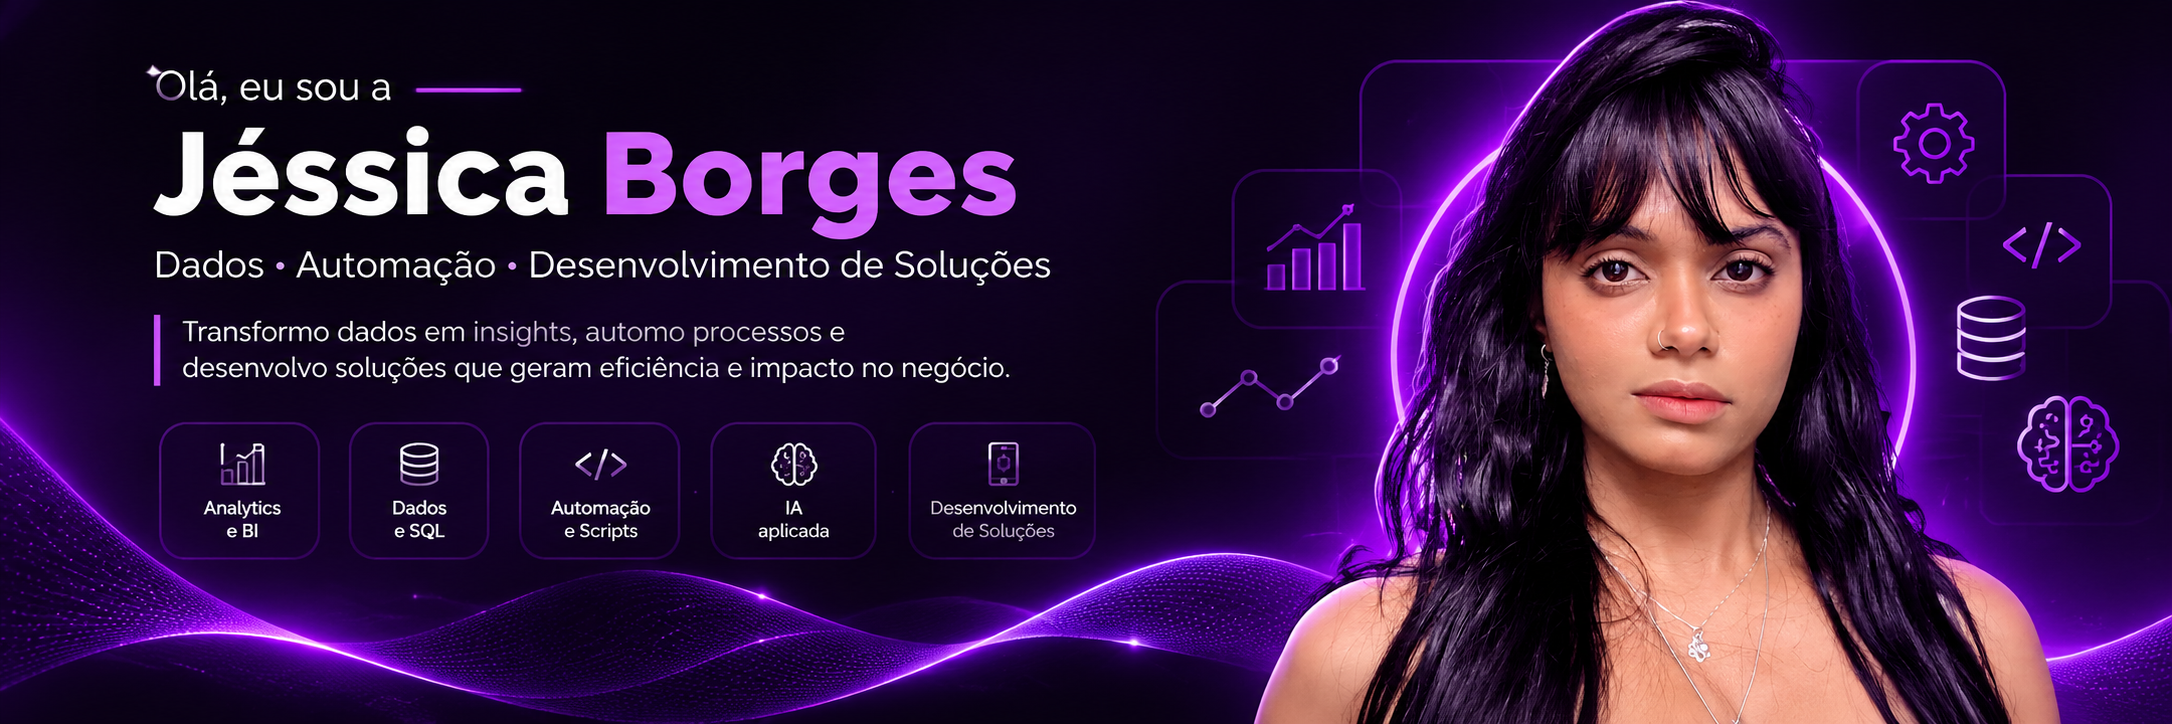 Olá, eu sou a
Jéssica Borges
Dados • Automação • Desenvolvimento de Soluções
Transformo dados em insights, automo processos e
desenvolvo soluções que geram eficiência e impacto no negócio.
Analytics
e BI
Dados
e SQL
</>
Automação
e Scripts
IA
aplicada
Desenvolvimento
de Soluções
</>